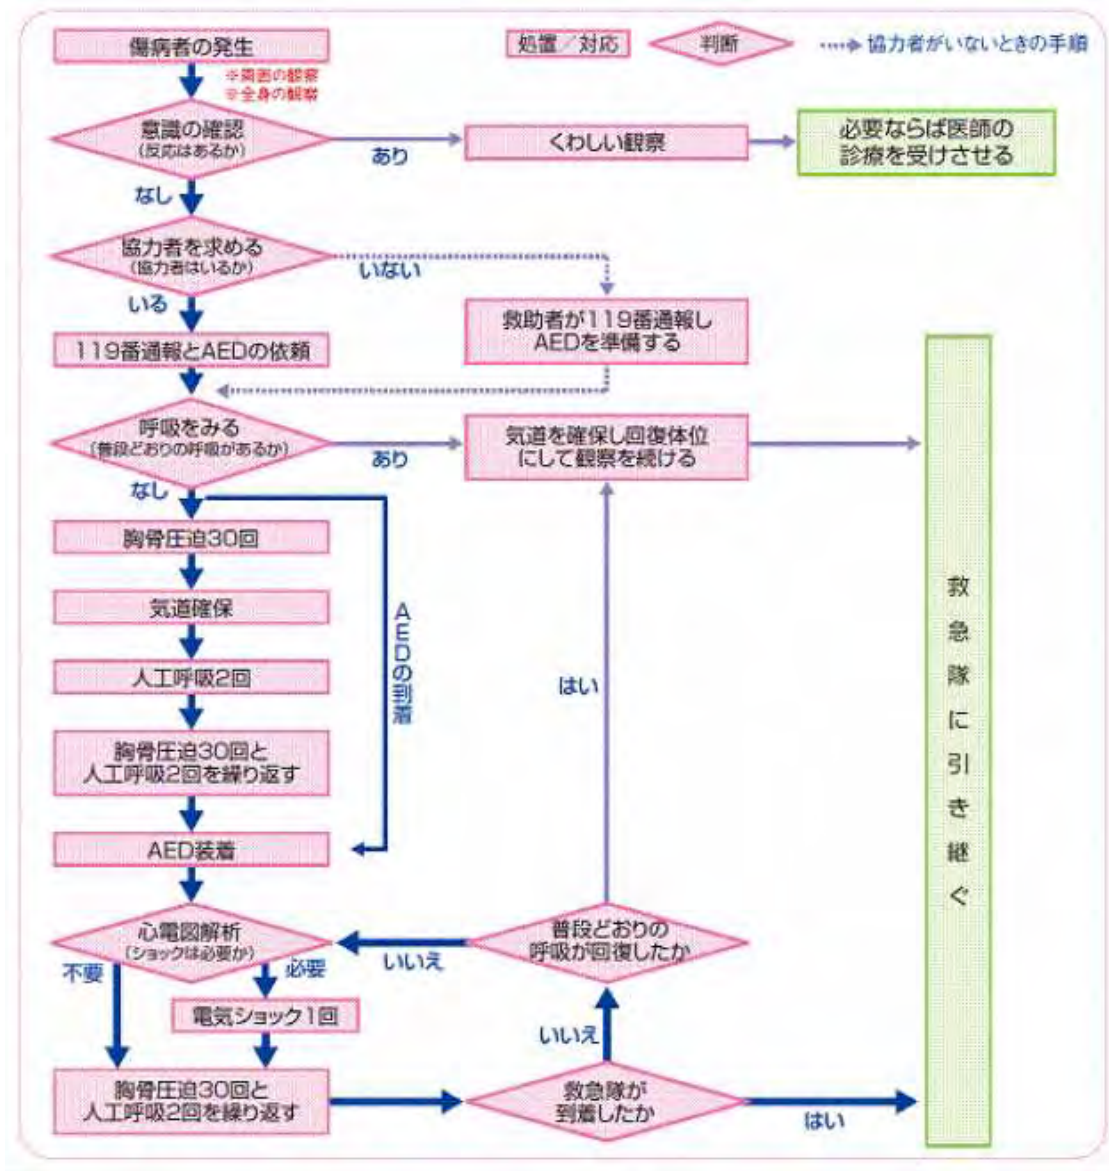 傷病者の発生
処置／対応
判断
協力者がいないときの手順
※周囲の観察
※全身の観察
意識の確認
(反応はあるか)
あり
くわしい観察
必要ならば医師の
診療を受けさせる
なし
協力者を求める
(協力者はいるか)
いない
いる
救助者が119番通報し
AEDを準備する
119番通報とAEDの依頼
呼吸をみる
(普段どおりの呼吸があるか)
あり
気道を確保し回復体位
にして観察を続ける
なし
胸骨圧迫30回
気道確保
人工呼吸2回
胸骨圧迫30回と
人工呼吸2回を繰り返す
AEDの到着
AED装着
はい
救急隊に引き継ぐ
心電図解析
(ショックは必要か)
いいえ
普段どおりの
呼吸が回復したか
不要
必要
電気ショック1回
いいえ
胸骨圧迫30回と
人工呼吸2回を繰り返す
救急隊が
到着したか
はい